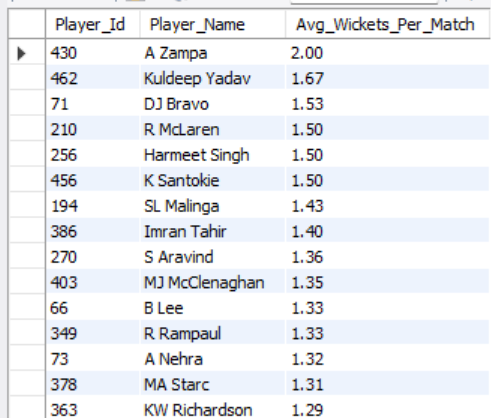 Player_Id Player_Name Avg_Wickets_Per_Match
430 A Zampa 2.00
462 Kuldeep Yadav 1.67
71 DJ Bravo 1.53
210 R McLaren 1.50
256 Harmeet Singh 1.50
456 K Santokie 1.50
194 SL Malinga 1.43
386 Imran Tahir 1.40
270 S Aravind 1.36
403 MJ McClenaghan 1.35
66 B Lee 1.33
349 R Rampaul 1.33
73 A Nehra 1.32
378 MA Starc 1.31
363 KW Richardson 1.29